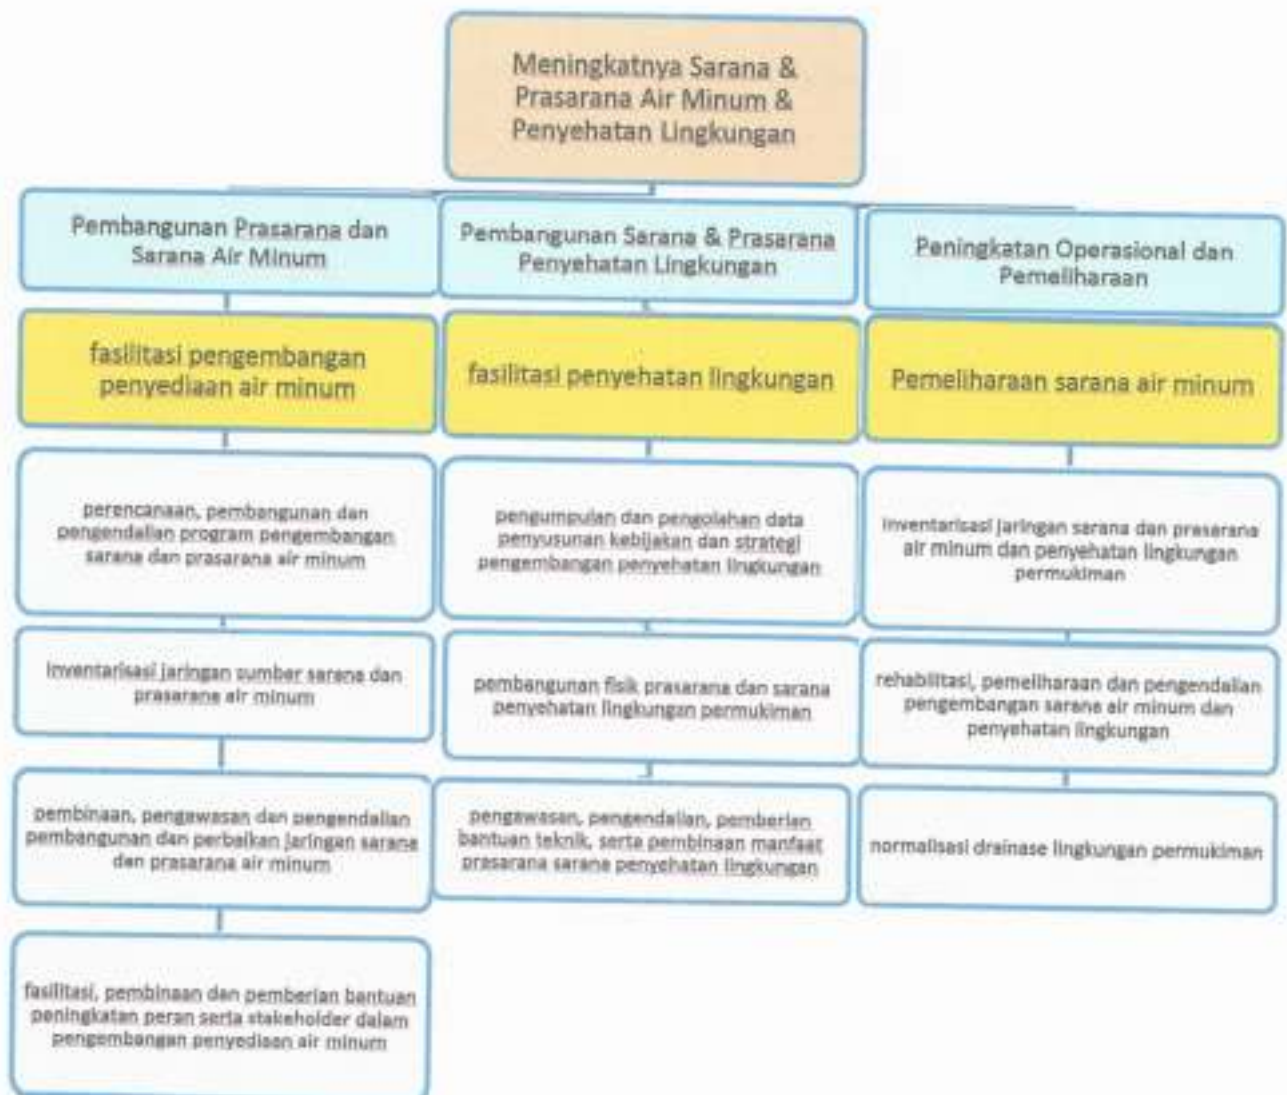 Meningkatnya Sarana &
Prasarana Air Minum &
Penyehatan Lingkungan
Pembangunan Prasarana dan
Sarana Air Minum
Pembangunan Sarana & Prasarana
Penyehatan Lingkungan
Peningkatan Operasional dan
Pemeliharaan
fasilitasi pengembangan
penyediaan air minum
fasilitasi penyehatan lingkungan
Pemeliharaan sarana air minum
perencanaan, pembangunan dan
pengendalian program pengembangan
sarana dan prasarana air minum
pengumpulan dan pengolahan data
penyusunan kebijakan dan strategi
pengembangan penyehatan lingkungan
inventarisasi jaringan sarana dan prasarana
air minum dan penyehatan lingkungan
permukiman
inventarisasi jaringan sumber sarana dan
prasarana air minum
pembangunan fisik prasarana dan sarana
penyehatan lingkungan permukiman
rehabilitasi, pemeliharaan dan pengendalian
pengembangan sarana air minum dan
penyehatan lingkungan
pembinaan, pengawasan dan pengendalian
pembangunan dan perbaikan jaringan sarana
dan prasarana air minum
pengawasan, pengendalian, pemberian
bantuan teknik, serta pembinaan manfaat
prasarana sarana penyehatan lingkungan
normalisasi drainase lingkungan permukiman
fasilitasi, pembinaan dan pemberian bantuan
peningkatan peran serta stakeholder dalam
pengembangan penyediaan air minum